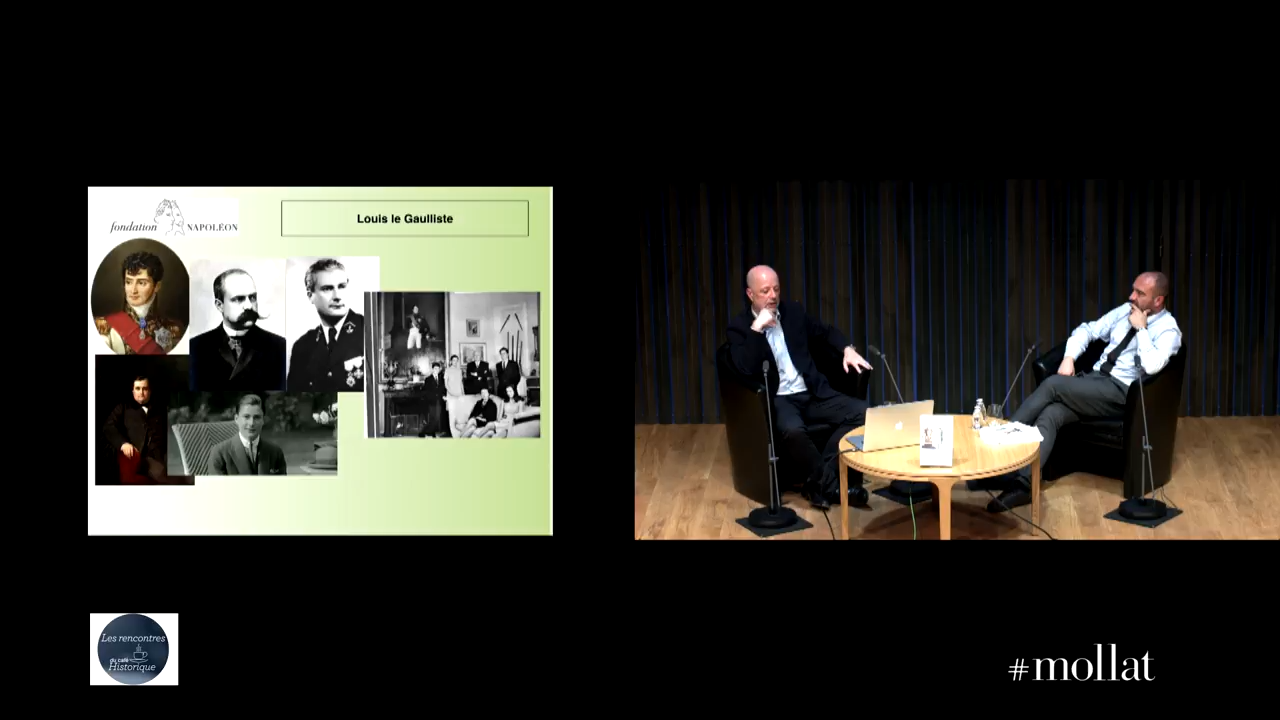 fondation NAPOLÉON
Louis le Gaulliste
Les rencontres
du café
Historique
#mollat